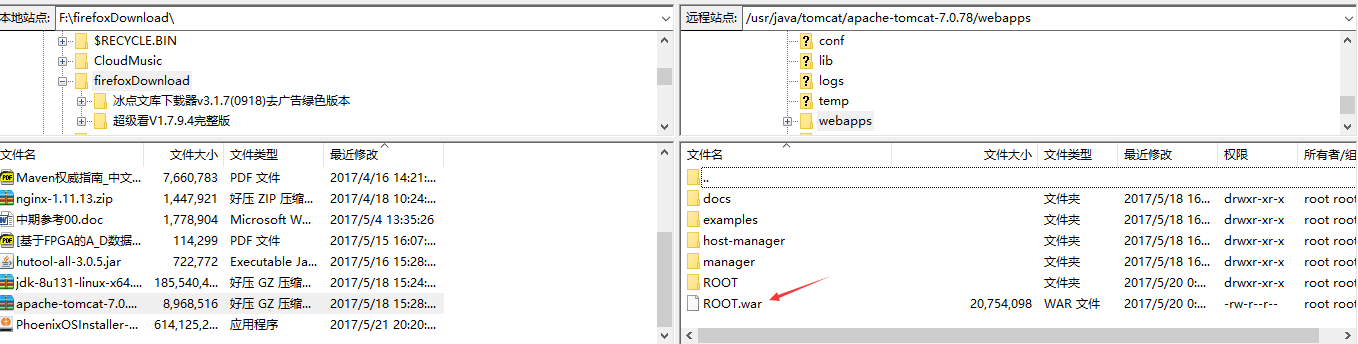 本地站点: F:\firefoxDownload\
$RECYCLE.BIN
CloudMusic
firefoxDownload
冰点文库下载器v3.1.7(0918)去广告绿色版本
超级看V1.7.9.4完整版
文件名 文件大小 文件类型 最近修改
Maven权威指南_中文... 7,660,783 PDF 文件 2017/4/16 14:21:...
nginx-1.11.13.zip 1,447,921 好压 ZIP 压缩... 2017/4/18 10:24:...
中期参考00.doc 1,778,904 Microsoft W... 2017/5/4 13:35:26
[基于FPGA的A_D数据... 114,299 PDF 文件 2017/5/15 16:07:...
hutool-all-3.0.5.jar 722,772 Executable Ja... 2017/5/16 15:28:...
jdk-8u131-linux-x64.... 185,540,4... 好压 GZ 压缩... 2017/5/18 15:24:...
apache-tomcat-7.0.... 8,968,516 好压 GZ 压缩... 2017/5/18 15:28:...
PhoenixOSInstaller-... 614,125,2... 应用程序 2017/5/21 20:20:...
远程站点: /usr/java/tomcat/apache-tomcat-7.0.78/webapps
conf
lib
logs
temp
webapps
文件名 文件大小 文件类型 最近修改 权限 所有者/组
..
docs 文件夹 2017/5/18 16... drwxr-xr-x root root
examples 文件夹 2017/5/18 16... drwxr-xr-x root root
host-manager 文件夹 2017/5/18 16... drwxr-xr-x root root
manager 文件夹 2017/5/18 16... drwxr-xr-x root root
ROOT 文件夹 2017/5/20 0:... drwxr-xr-x root root
ROOT.war 20,754,098 WAR 文件 2017/5/20 0:... -rw-r--r-- root root